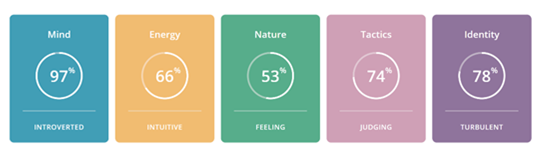 Mind
97%
INTROVERTED
Energy
66%
INTUITIVE
Nature
53%
FEELING
Tactics
74%
JUDGING
Identity
78%
TURBULENT